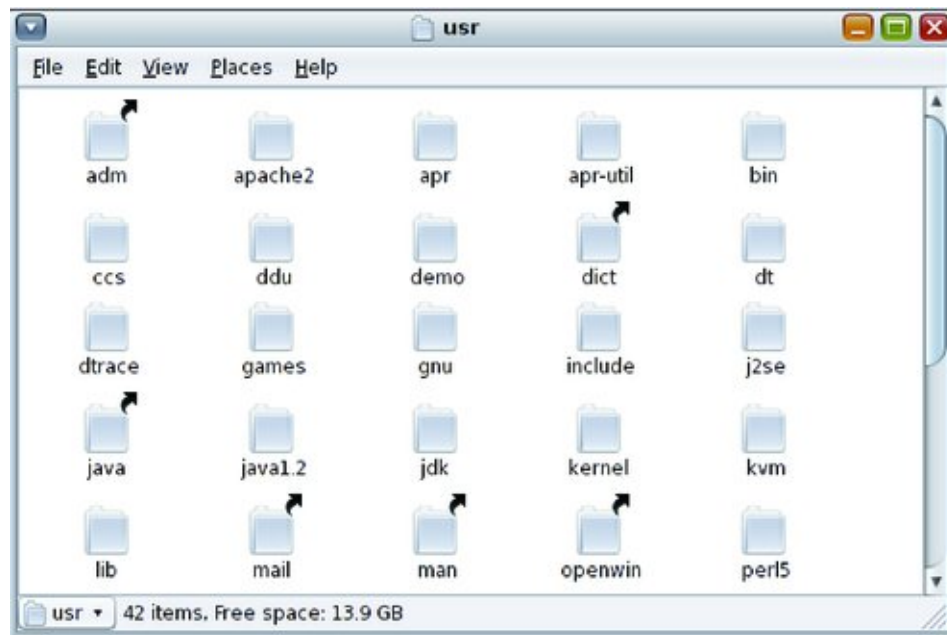 usr
File Edit View Places Help
adm apache2 apr apr-util bin
ccs ddu demo dict dt
dtrace games gnu include j2se
java java1.2 jdk kernel kvm
lib mail man openwin perl5
usr 42 items, Free space: 13.9 GB